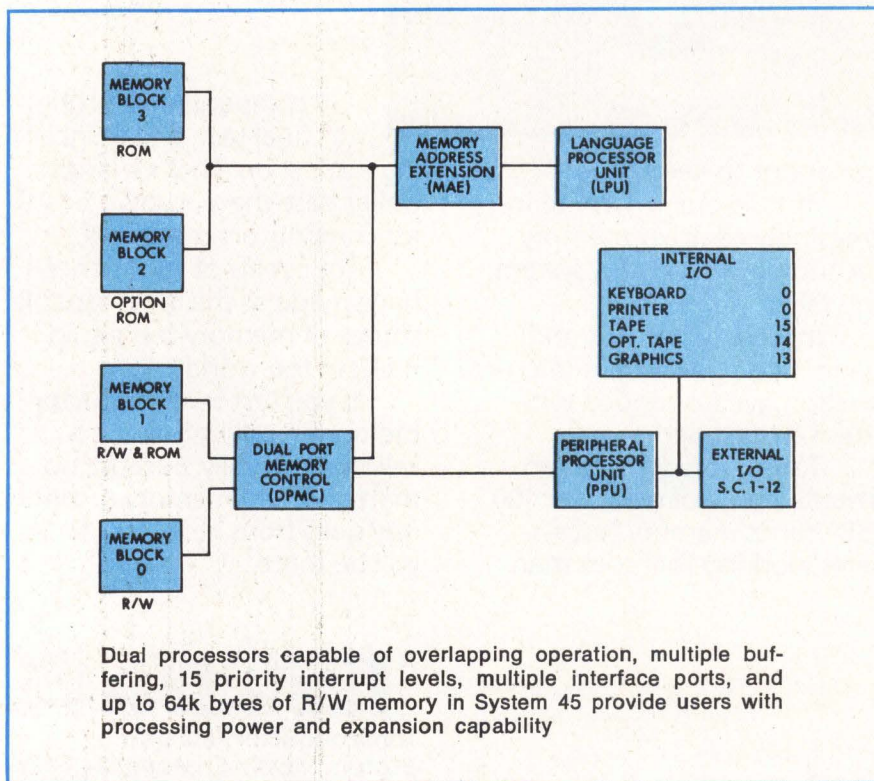 MEMORY
BLOCK
3
ROM
MEMORY
BLOCK
2
OPTION
ROM
MEMORY
BLOCK
1
R/W & ROM
MEMORY
BLOCK
0
R/W
DUAL PORT
MEMORY
CONTROL
(DPMC)
MEMORY
ADDRESS
EXTENSION
(MAE)
LANGUAGE
PROCESSOR
UNIT
(LPU)
INTERNAL
I/O
KEYBOARD 0
PRINTER 0
TAPE 15
OPT. TAPE 14
GRAPHICS 13
PERIPHERAL
PROCESSOR
UNIT
(PPU)
EXTERNAL
I/O
S.C. 1-12
Dual processors capable of overlapping operation, multiple buf-
fering, 15 priority interrupt levels, multiple interface ports, and
up to 64k bytes of R/W memory in System 45 provide users with
processing power and expansion capability